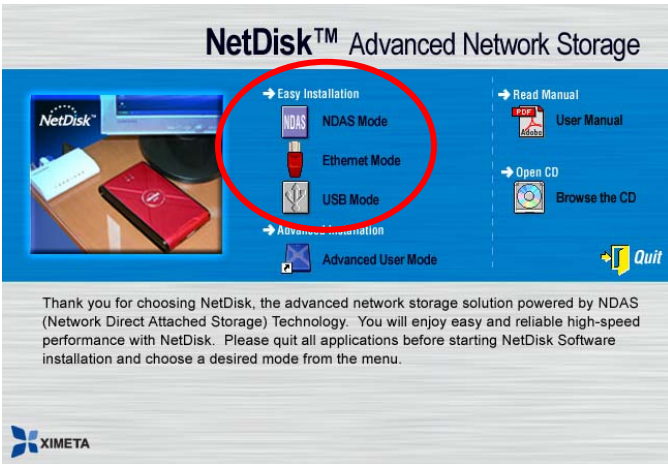 NetDisk™ Advanced Network Storage
NetDisk™
Easy Installation
NDAS
NDAS Mode
Ethernet Mode
USB Mode
Advanced Installation
Advanced User Mode
Read Manual
PDF
Adobe
User Manual
Open CD
Browse the CD
Quit
Thank you for choosing NetDisk, the advanced network storage solution powered by NDAS
(Network Direct Attached Storage) Technology. You will enjoy easy and reliable high-speed
performance with NetDisk. Please quit all applications before starting NetDisk Software
installation and choose a desired mode from the menu.
XIMETA